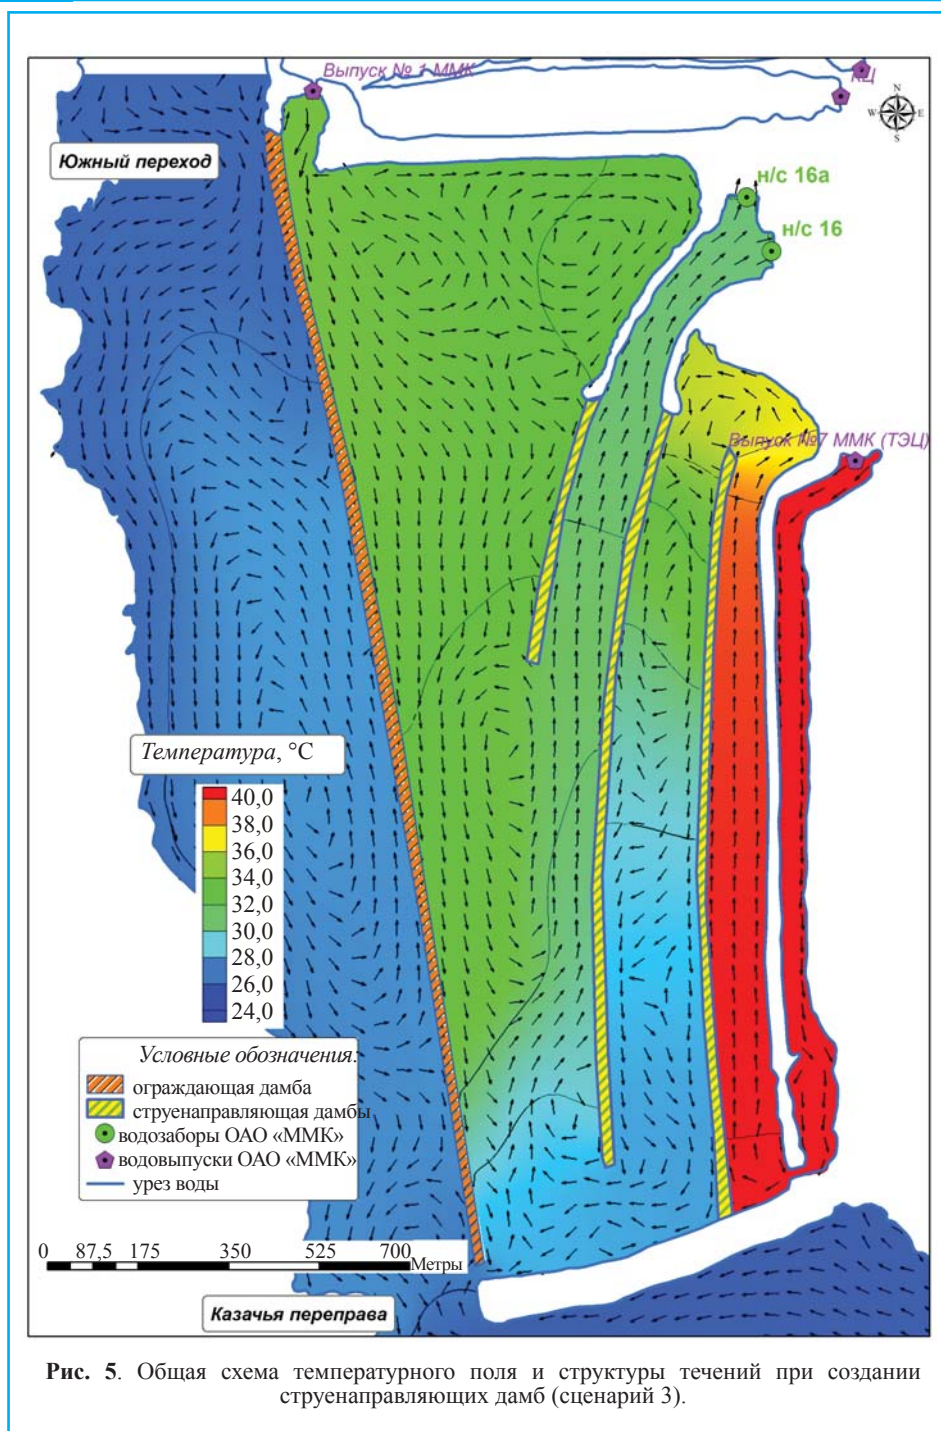 Выпуск № 1 ММК
КЦ
N
W E
S
Южный переход
н/с 16а
н/с 16
Выпуск №7 ММК (ТЭЦ)
Температура, °С
40,0
38,0
36,0
34,0
32,0
30,0
28,0
26,0
24,0
Условные обозначения:
ограждающая дамба
струенаправляющая дамбы
водозаборы ОАО «ММК»
водовыпуски ОАО «ММК»
урез воды
0 87,5 175 350 525 700
Метры
Казачья переправа
Рис. 5. Общая схема температурного поля и структуры течений при создании
струенаправляющих дамб (сценарий 3).